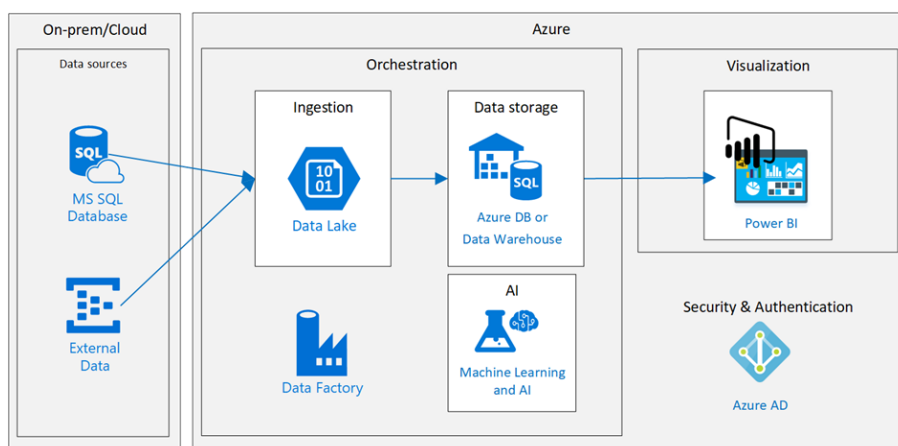 On-prem/Cloud
Data sources
SQL
MS SQL
Database
External
Data
Azure
Orchestration
Ingestion
10
01
Data Lake
Data storage
SQL
Azure DB or
Data Warehouse
AI
Machine Learning
and AI
Data Factory
Visualization
Power BI
Security & Authentication
Azure AD